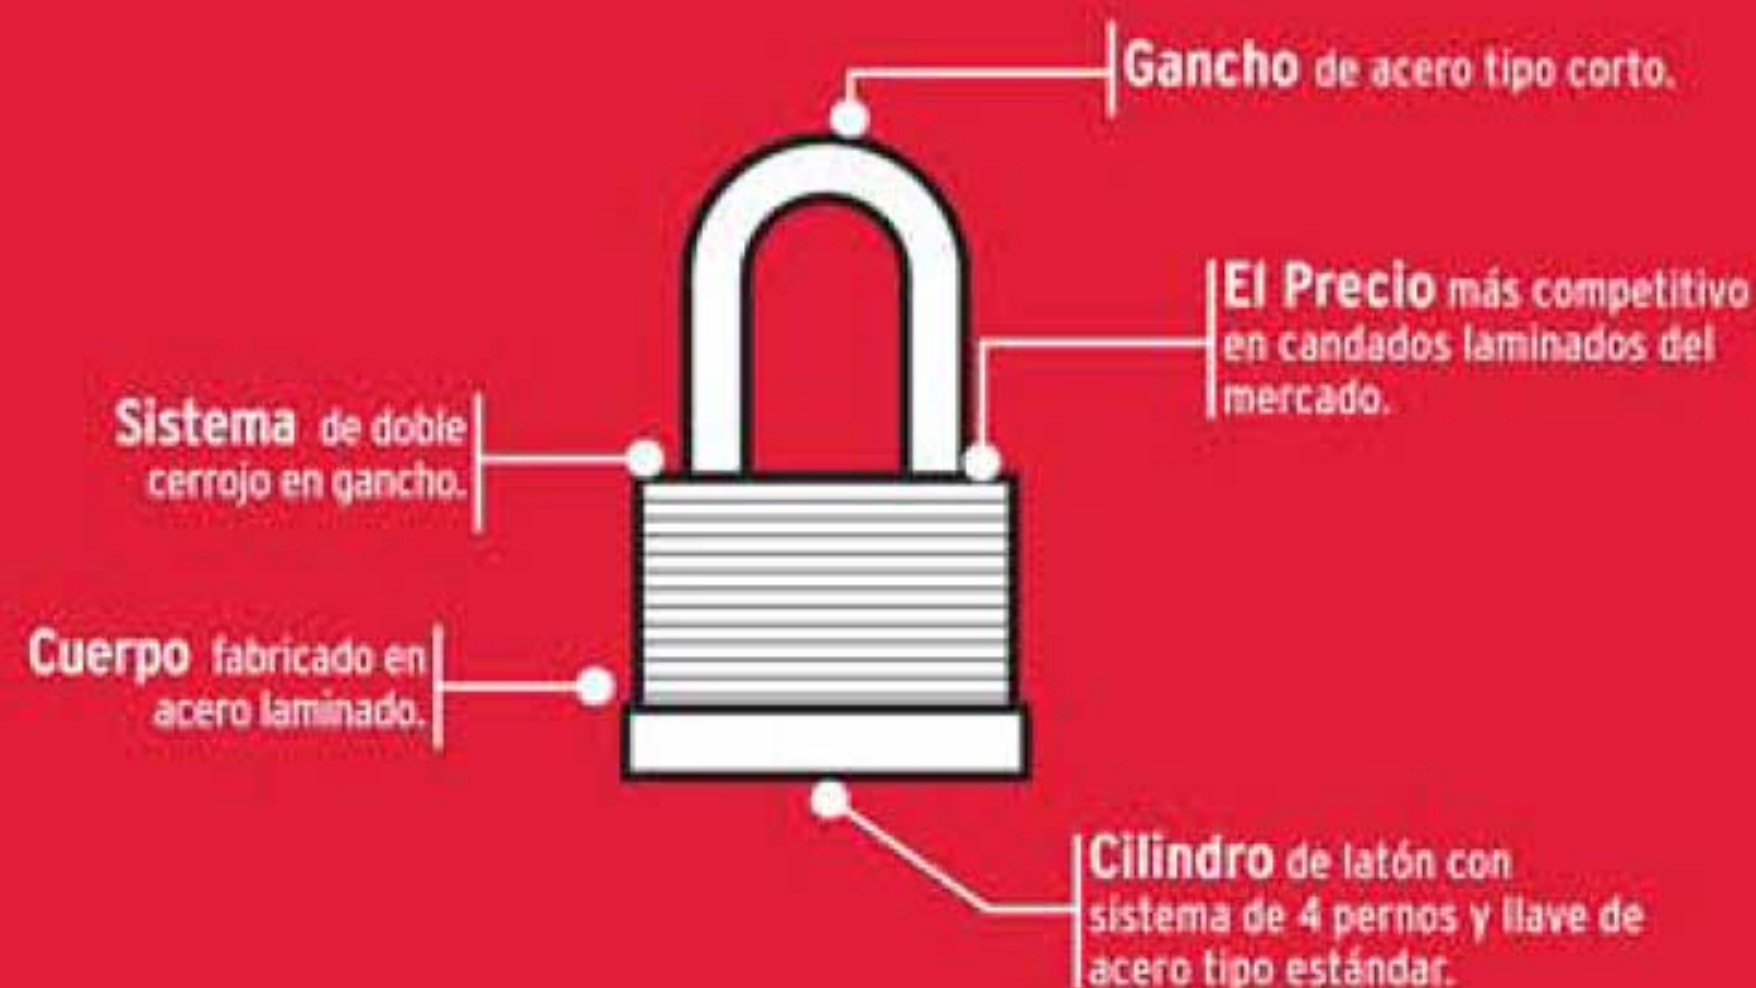 Gancho de acero tipo corto.
El Precio más competitivo
en candados laminados del
mercado.
Sistema de doble
cerrojo en gancho.
Cuerpo fabricado en
acero laminado.
Cilindro de latón con
sistema de 4 pernos y llave de
acero tipo estándar.